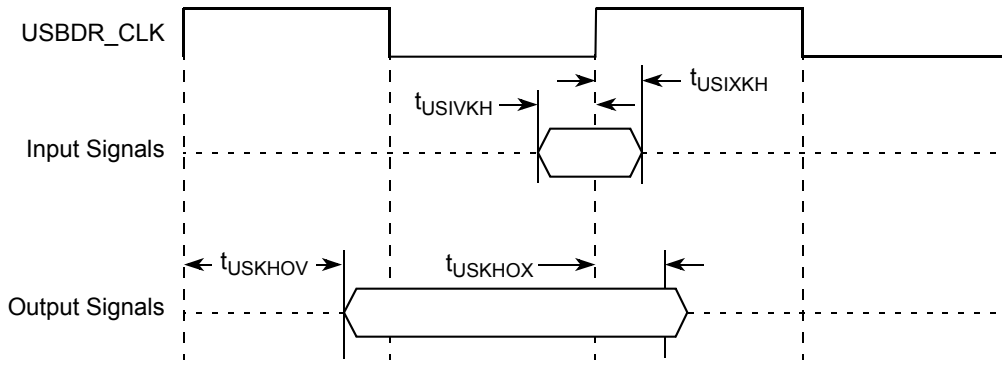 USBDR_CLK
tUSIXKH
tUSIVKH
Input Signals
tUSKHOV
tUSKHOX
Output Signals